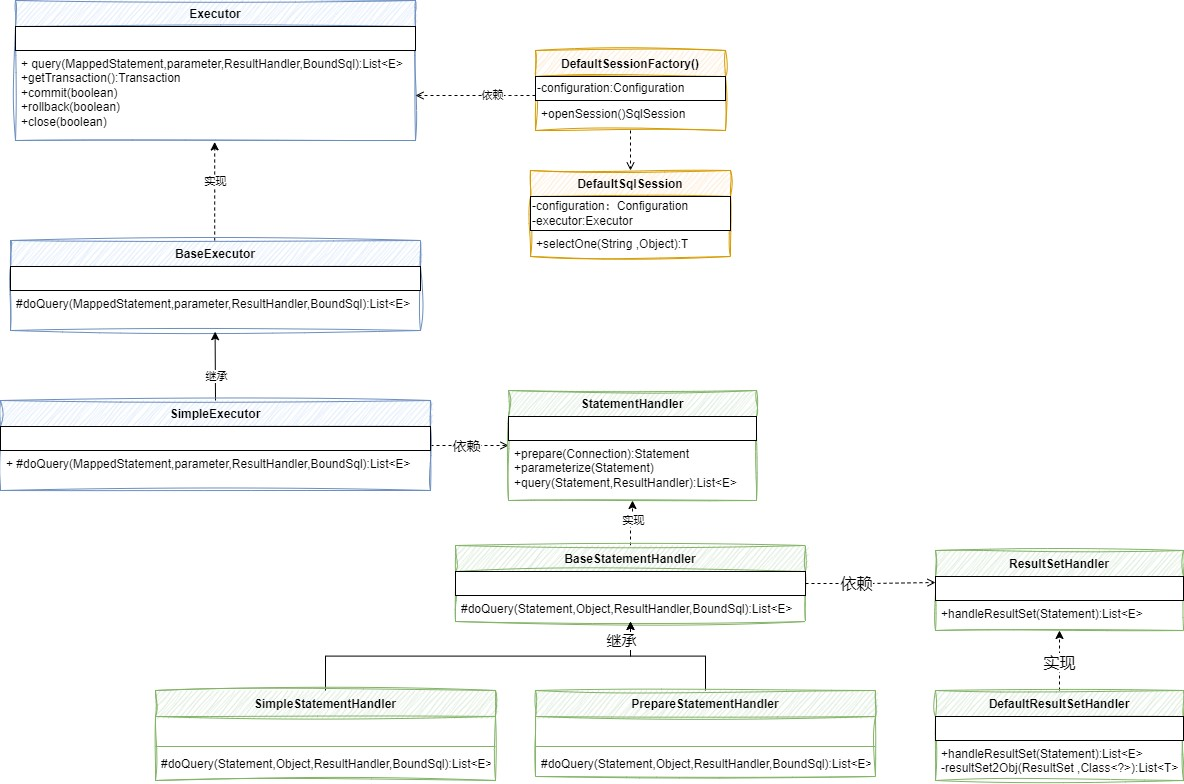 Executor
+ query(MappedStatement,parameter,ResultHandler,BoundSql):List<E>
+getTransaction():Transaction
+commit(boolean)
+rollback(boolean)
+close(boolean)
依赖
DefaultSessionFactory()
-configuration:Configuration
+openSession()SqlSession
DefaultSqlSession
-configuration：Configuration
-executor:Executor
+selectOne(String ,Object):T
实现
BaseExecutor
#doQuery(MappedStatement,parameter,ResultHandler,BoundSql):List<E>
继承
SimpleExecutor
+ #doQuery(MappedStatement,parameter,ResultHandler,BoundSql):List<E>
依赖
StatementHandler
+prepare(Connection):Statement
+parameterize(Statement)
+query(Statement,ResultHandler):List<E>
实现
BaseStatementHandler
#doQuery(Statement,Object,ResultHandler,BoundSql):List<E>
依赖
ResultSetHandler
+handleResultSet(Statement):List<E>
继承
实现
SimpleStatementHandler
#doQuery(Statement,Object,ResultHandler,BoundSql):List<E>
PrepareStatementHandler
#doQuery(Statement,Object,ResultHandler,BoundSql):List<E>
DefaultResultSetHandler
+handleResultSet(Statement):List<E>
-resultSet2Obj(ResultSet ,Class<?>):List<T>